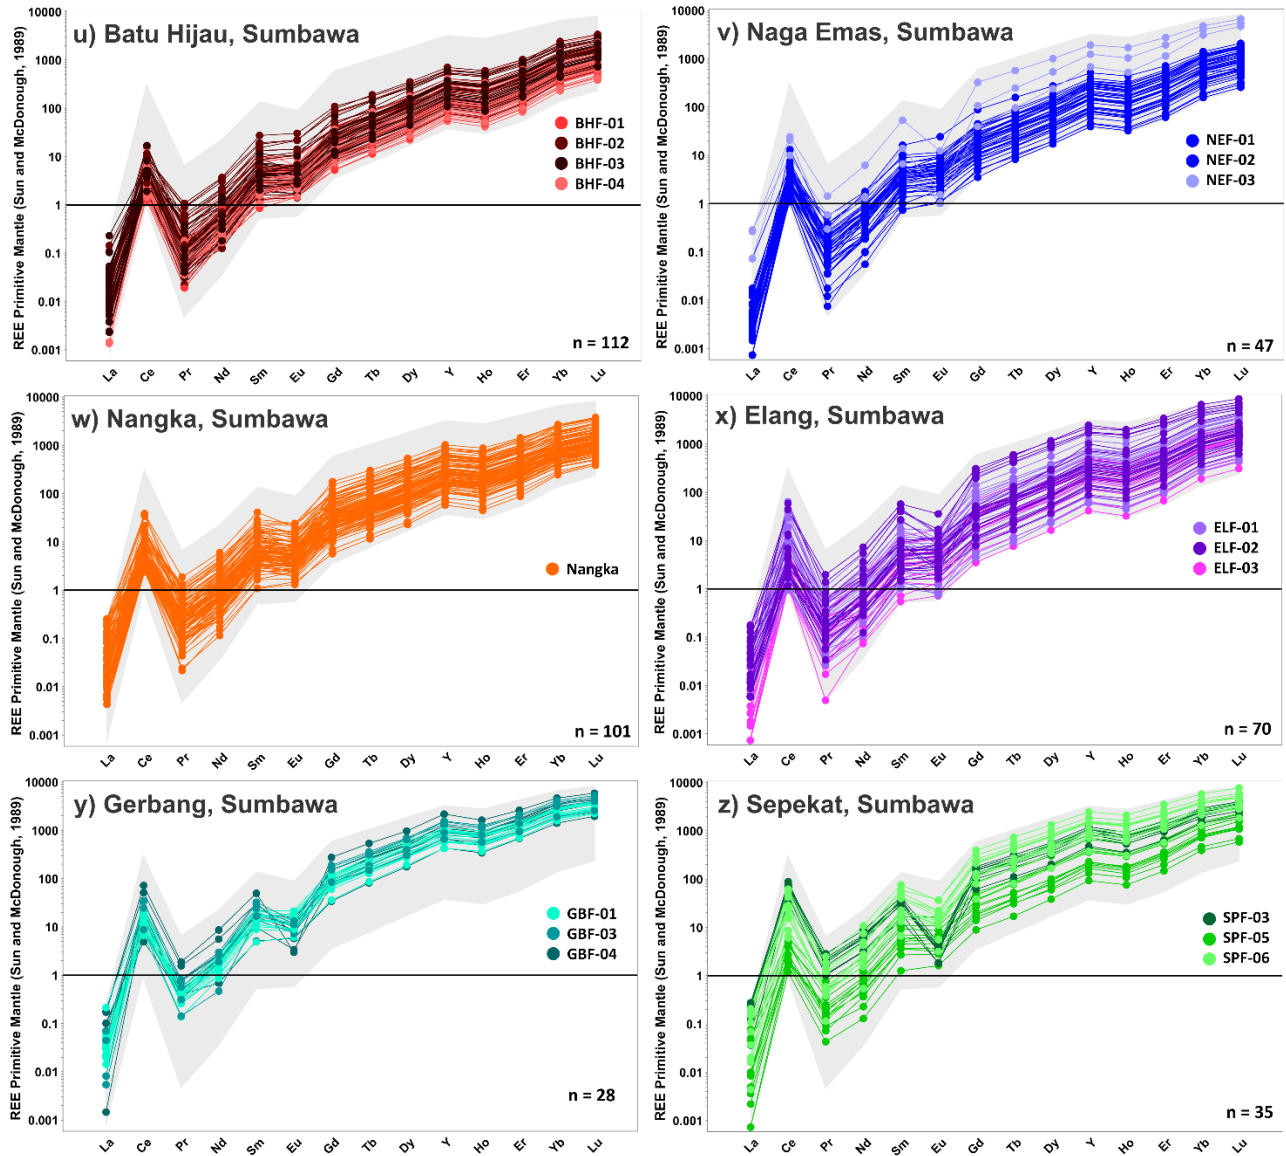 u) Batu Hijau, Sumbawa
REE Primitive Mantle (Sun and McDonough, 1989)
10000
1000
100
10
1
0.1
0.01
0.001
BHF-01
BHF-02
BHF-03
BHF-04
n = 112
La Ce Pr Nd Sm Eu Gd Tb Dy Y Ho Er Yb Lu
v) Naga Emas, Sumbawa
REE Primitive Mantle (Sun and McDonough, 1989)
10000
1000
100
10
1
0.1
0.01
0.001
NEF-01
NEF-02
NEF-03
n = 47
La Ce Pr Nd Sm Eu Gd Tb Dy Y Ho Er Yb Lu
w) Nangka, Sumbawa
REE Primitive Mantle (Sun and McDonough, 1989)
10000
1000
100
10
1
0.1
0.01
0.001
Nangka
n = 101
La Ce Pr Nd Sm Eu Gd Tb Dy Y Ho Er Yb Lu
x) Elang, Sumbawa
REE Primitive Mantle (Sun and McDonough, 1989)
10000
1000
100
10
1
0.1
0.01
0.001
ELF-01
ELF-02
ELF-03
n = 70
La Ce Pr Nd Sm Eu Gd Tb Dy Y Ho Er Yb Lu
y) Gerbang, Sumbawa
REE Primitive Mantle (Sun and McDonough, 1989)
10000
1000
100
10
1
0.1
0.01
0.001
GBF-01
GBF-03
GBF-04
n = 28
La Ce Pr Nd Sm Eu Gd Tb Dy Y Ho Er Yb Lu
z) Sepekat, Sumbawa
REE Primitive Mantle (Sun and McDonough, 1989)
10000
1000
100
10
1
0.1
0.01
0.001
SPF-03
SPF-05
SPF-06
n = 35
La Ce Pr Nd Sm Eu Gd Tb Dy Y Ho Er Yb Lu